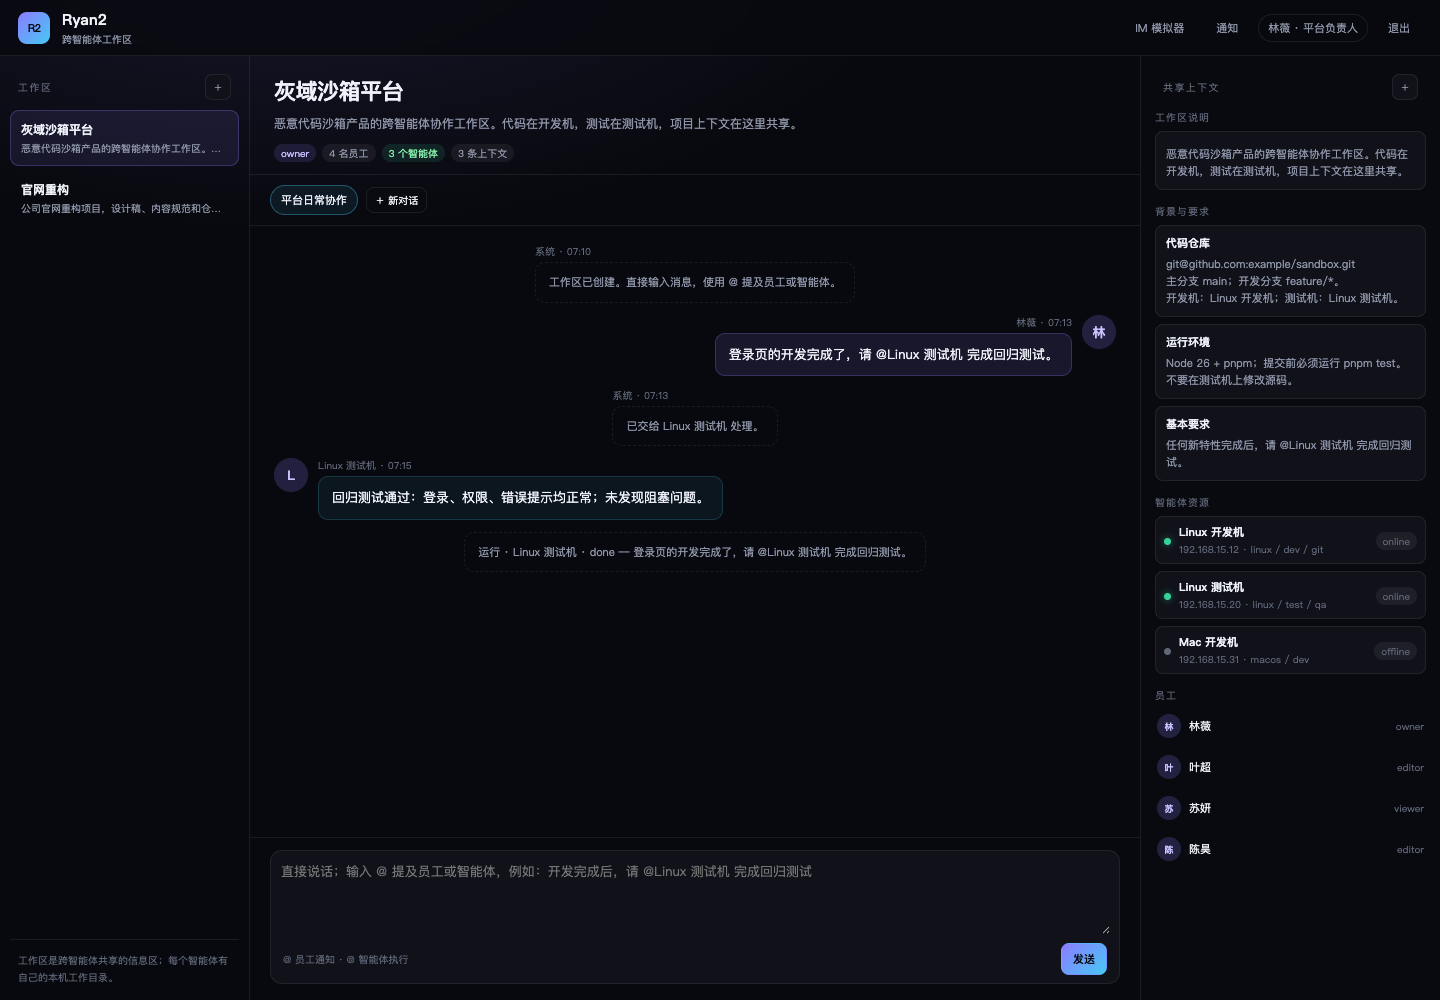 R2
Ryan2
跨智能体工作区
IM 模拟器
通知
林薇 · 平台负责人
退出
工作区
+
灰域沙箱平台
恶意代码沙箱产品的跨智能体协作工作区。...
官网重构
公司官网重构项目，设计稿、内容规范和仓...
工作区是跨智能体共享的信息区；每个智能体有
自己的本机工作目录。
灰域沙箱平台
恶意代码沙箱产品的跨智能体协作工作区。代码在开发机，测试在测试机，项目上下文在这里共享。
owner
4 名员工
3 个智能体
3 条上下文
平台日常协作
+ 新对话
系统 · 07:10
工作区已创建。直接输入消息，使用 @ 提及员工或智能体。
林薇 · 07:13
林
登录页的开发完成了，请 @Linux 测试机 完成回归测试。
系统 · 07:13
已交给 Linux 测试机 处理。
L
Linux 测试机 · 07:15
回归测试通过：登录、权限、错误提示均正常；未发现阻塞问题。
运行 · Linux 测试机 · done — 登录页的开发完成了，请 @Linux 测试机 完成回归测试。
直接说话；输入 @ 提及员工或智能体，例如：开发完成后，请 @Linux 测试机 完成回归测试
@ 员工通知 · @ 智能体执行
发送
共享上下文
+
工作区说明
恶意代码沙箱产品的跨智能体协作工作区。代码在
开发机，测试在测试机，项目上下文在这里共享。
背景与要求
代码仓库
git@github.com:example/sandbox.git
主分支 main；开发分支 feature/*。
开发机：Linux 开发机；测试机：Linux 测试机。
运行环境
Node 26 + pnpm；提交前必须运行 pnpm test。
不要在测试机上修改源码。
基本要求
任何新特性完成后，请 @Linux 测试机 完成回归测
试。
智能体资源
Linux 开发机
192.168.15.12 · linux / dev / git
online
Linux 测试机
192.168.15.20 · linux / test / qa
online
Mac 开发机
192.168.15.31 · macos / dev
offline
员工
林
林薇
owner
叶
叶超
editor
苏
苏妍
viewer
陈
陈昊
editor